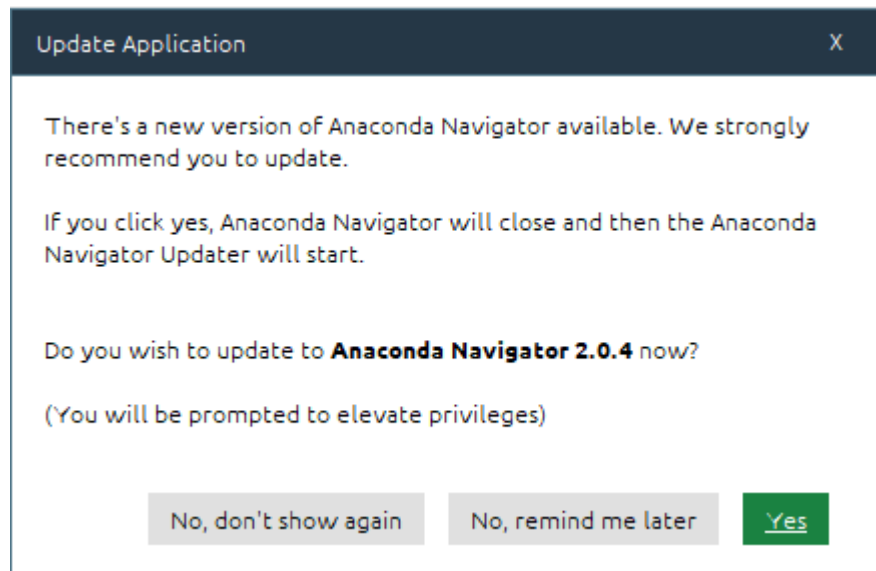 Update Application X
There's a new version of Anaconda Navigator available. We strongly
recommend you to update.
If you click yes, Anaconda Navigator will close and then the Anaconda
Navigator Updater will start.
Do you wish to update to Anaconda Navigator 2.0.4 now?
(You will be prompted to elevate privileges)
No, don't show again No, remind me later Yes